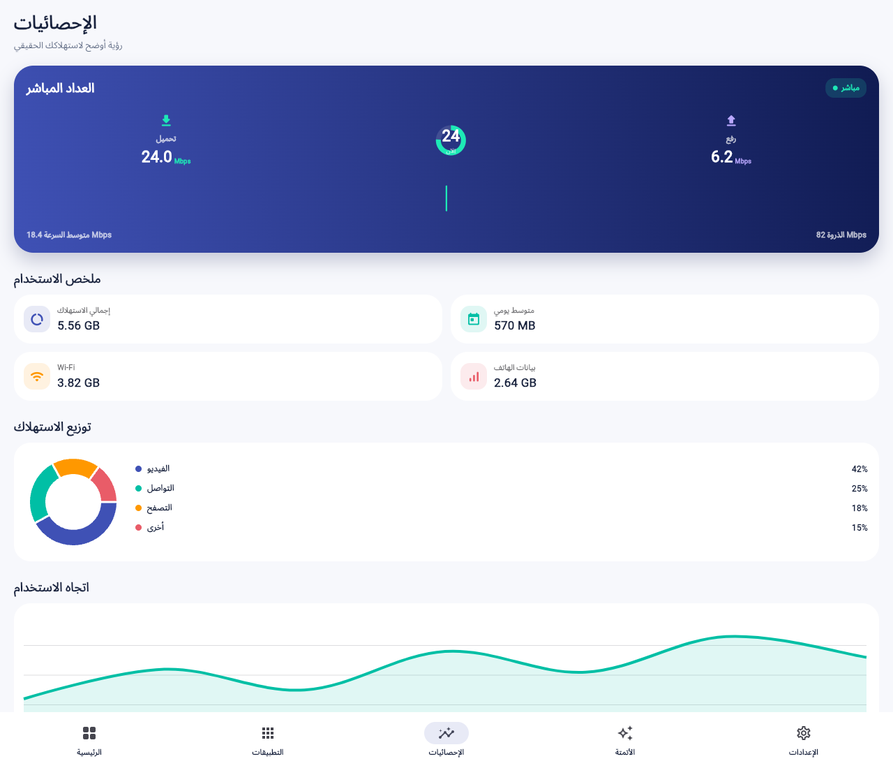 الإحصائيات
رؤية أوضح لاستهلاكك الحقيقي
العداد المباشر
مباشر
تحميل
24.0 Mbps
24
رفع
6.2 Mbps
متوسط السرعة 18.4 Mbps
الذروة 82 Mbps
ملخص الاستخدام
إجمالي الاستهلاك
5.56 GB
متوسط يومي
570 MB
Wi-Fi
3.82 GB
بيانات الهاتف
2.64 GB
توزيع الاستهلاك
الفيديو 42%
التواصل 25%
التصفح 18%
أخرى 15%
اتجاه الاستخدام
الرئيسية
التطبيقات
الإحصائيات
الأتمتة
الإعدادات